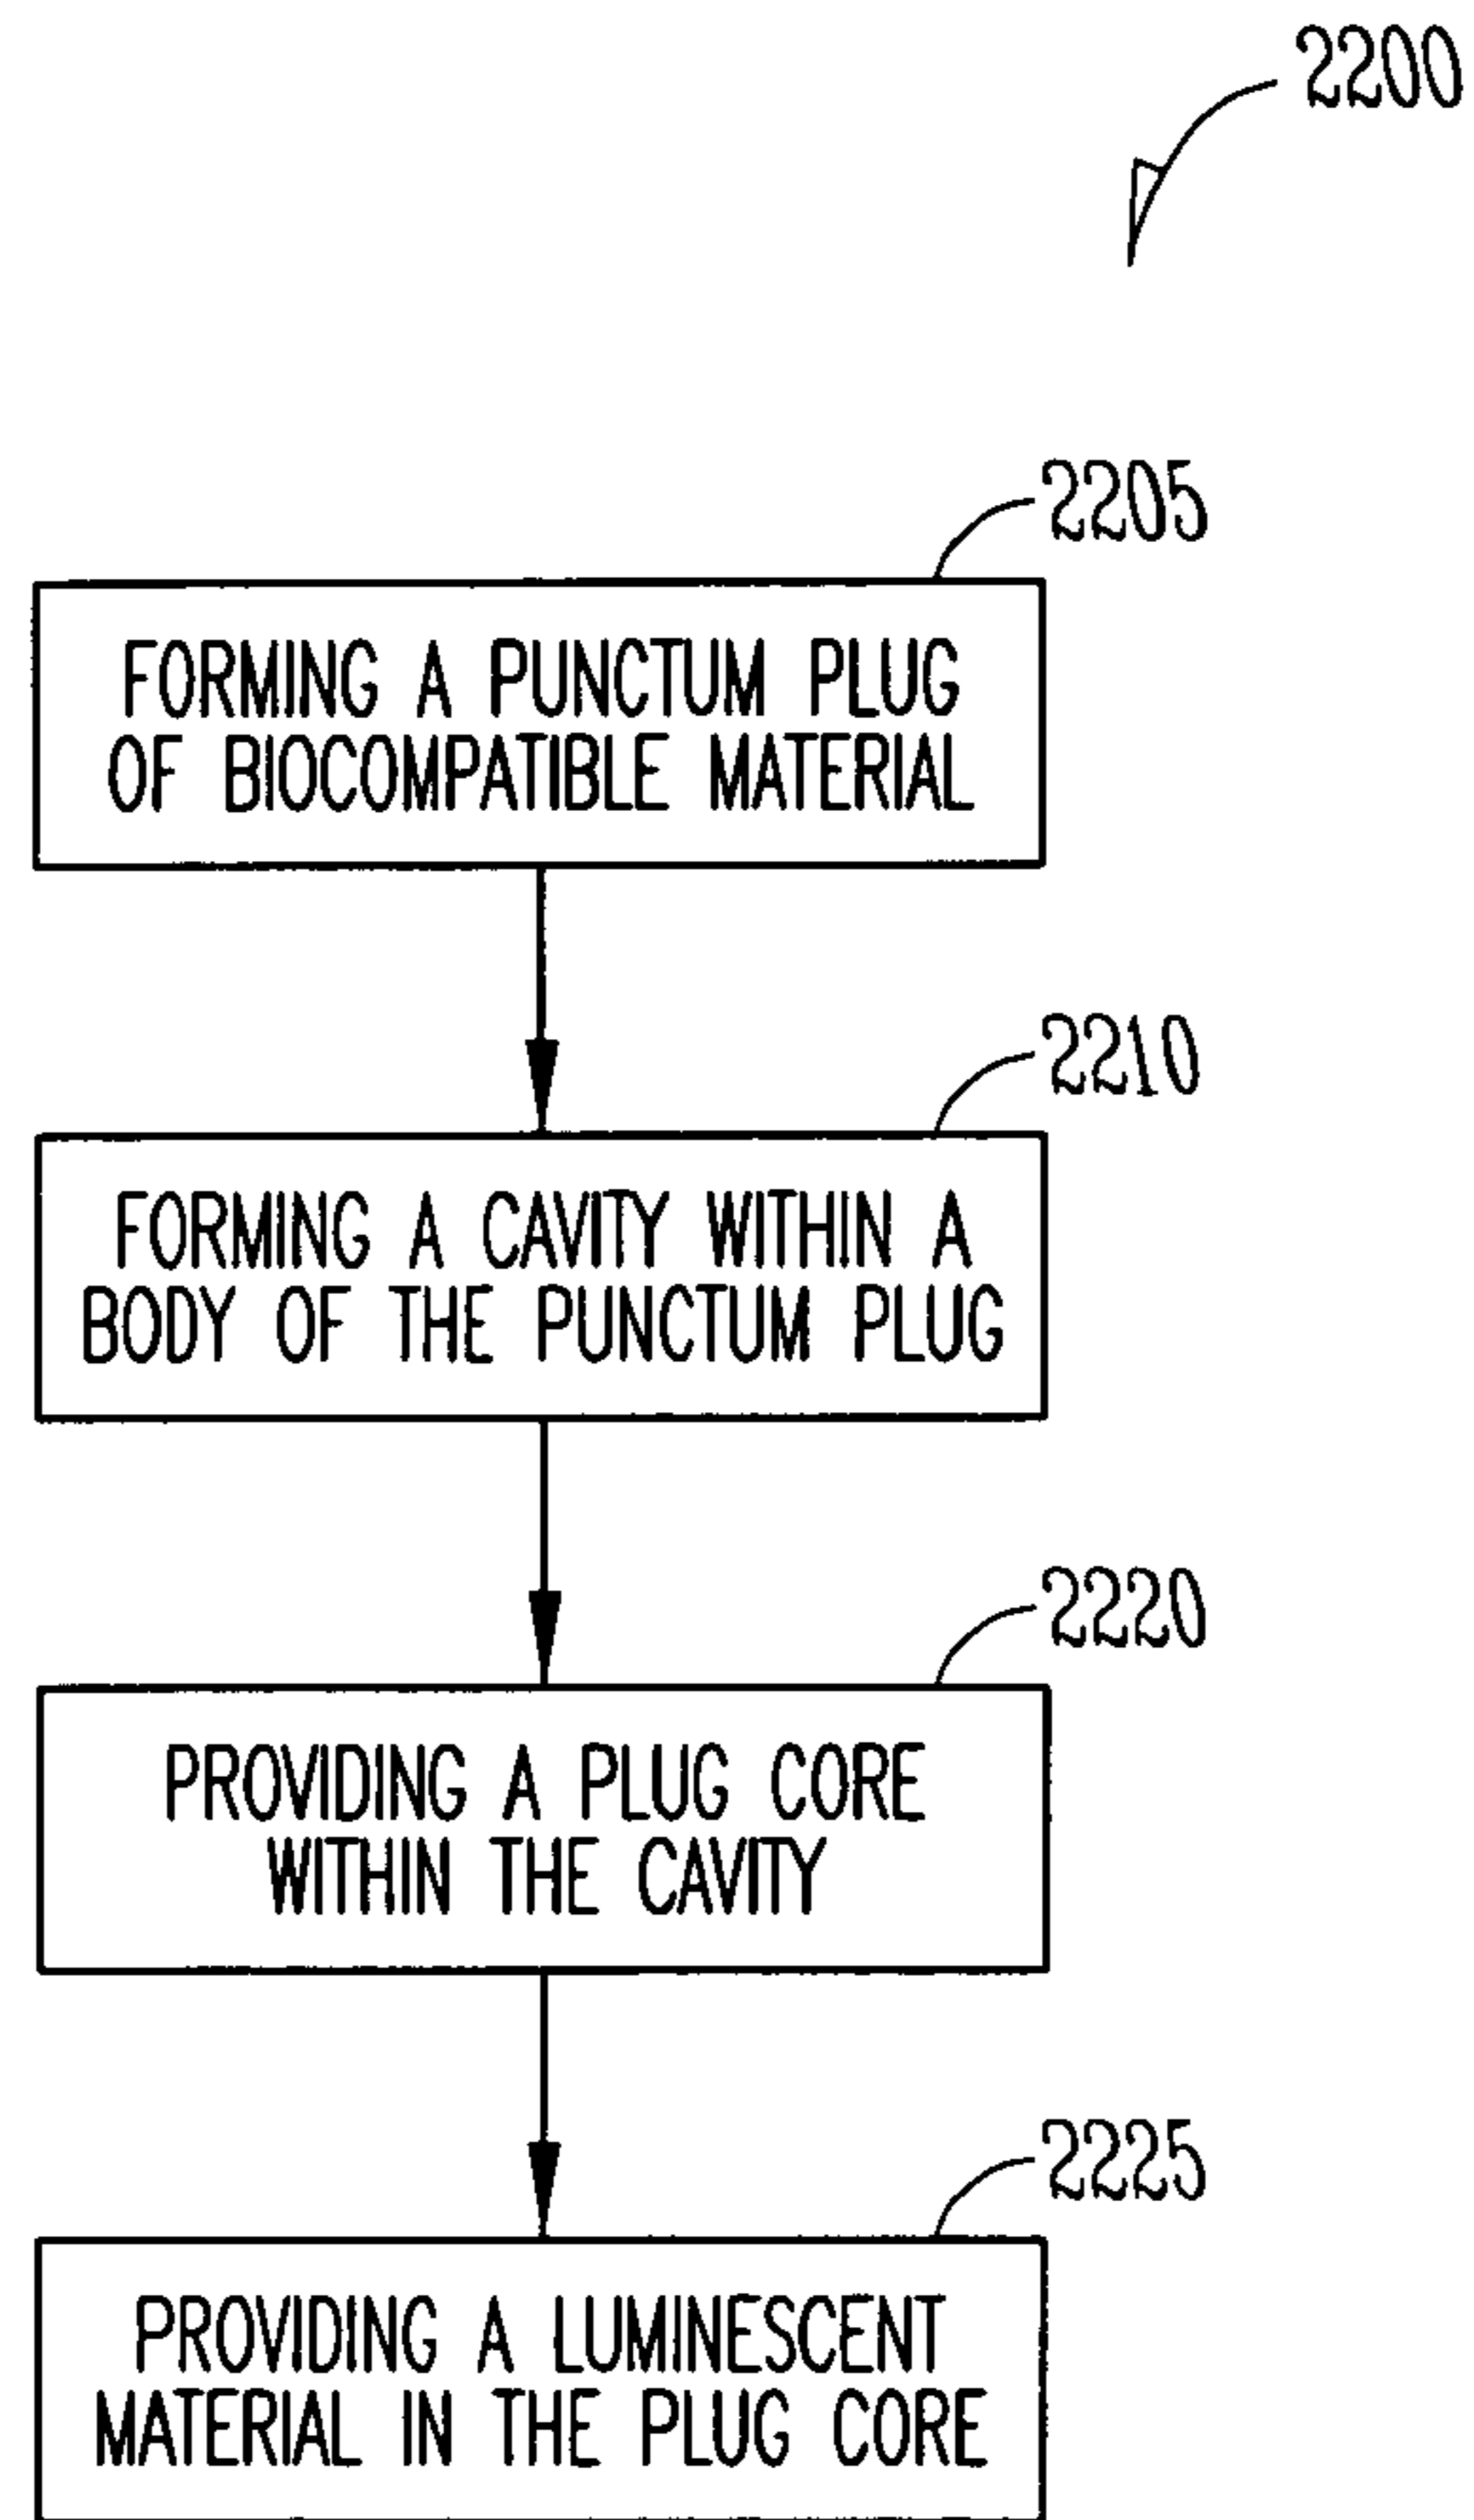 2200
2205
FORMING A PUNCTUM PLUG
OF BIOCOMPATIBLE MATERIAL
2210
FORMING A CAVITY WITHIN A
BODY OF THE PUNCTUM PLUG
2220
PROVIDING A PLUG CORE
WITHIN THE CAVITY
2225
PROVIDING A LUMINESCENT
MATERIAL IN THE PLUG CORE